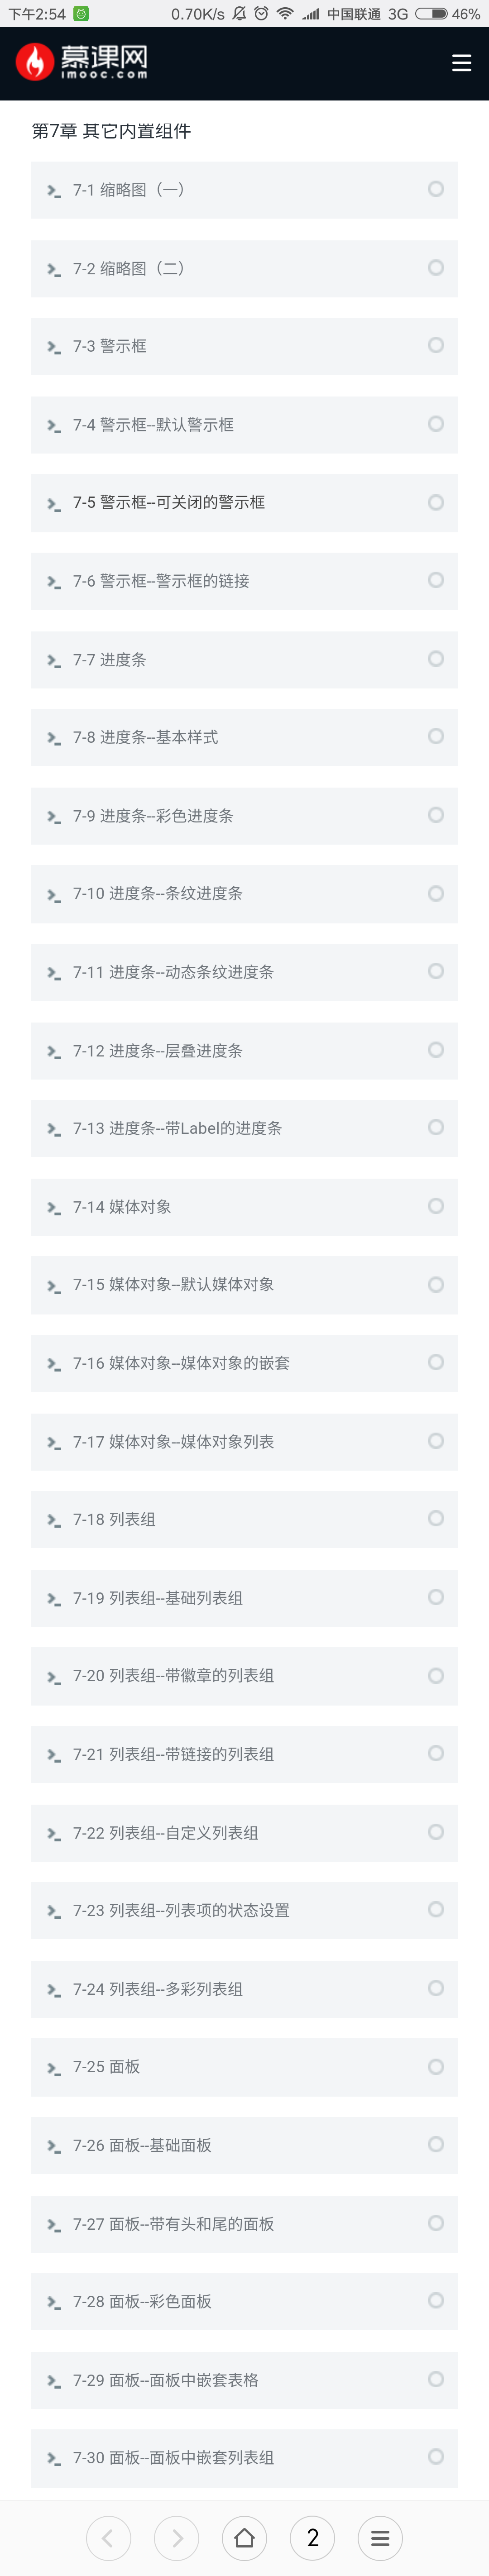 下午2:54 0.70K/s 中国联通 3G 46%
慕课网
imooc.com
第7章 其它内置组件
7-1 缩略图（一）
7-2 缩略图（二）
7-3 警示框
7-4 警示框--默认警示框
7-5 警示框--可关闭的警示框
7-6 警示框--警示框的链接
7-7 进度条
7-8 进度条--基本样式
7-9 进度条--彩色进度条
7-10 进度条--条纹进度条
7-11 进度条--动态条纹进度条
7-12 进度条--层叠进度条
7-13 进度条--带Label的进度条
7-14 媒体对象
7-15 媒体对象--默认媒体对象
7-16 媒体对象--媒体对象的嵌套
7-17 媒体对象--媒体对象列表
7-18 列表组
7-19 列表组--基础列表组
7-20 列表组--带徽章的列表组
7-21 列表组--带链接的列表组
7-22 列表组--自定义列表组
7-23 列表组--列表项的状态设置
7-24 列表组--多彩列表组
7-25 面板
7-26 面板--基础面板
7-27 面板--带有头和尾的面板
7-28 面板--彩色面板
7-29 面板--面板中嵌套表格
7-30 面板--面板中嵌套列表组
2